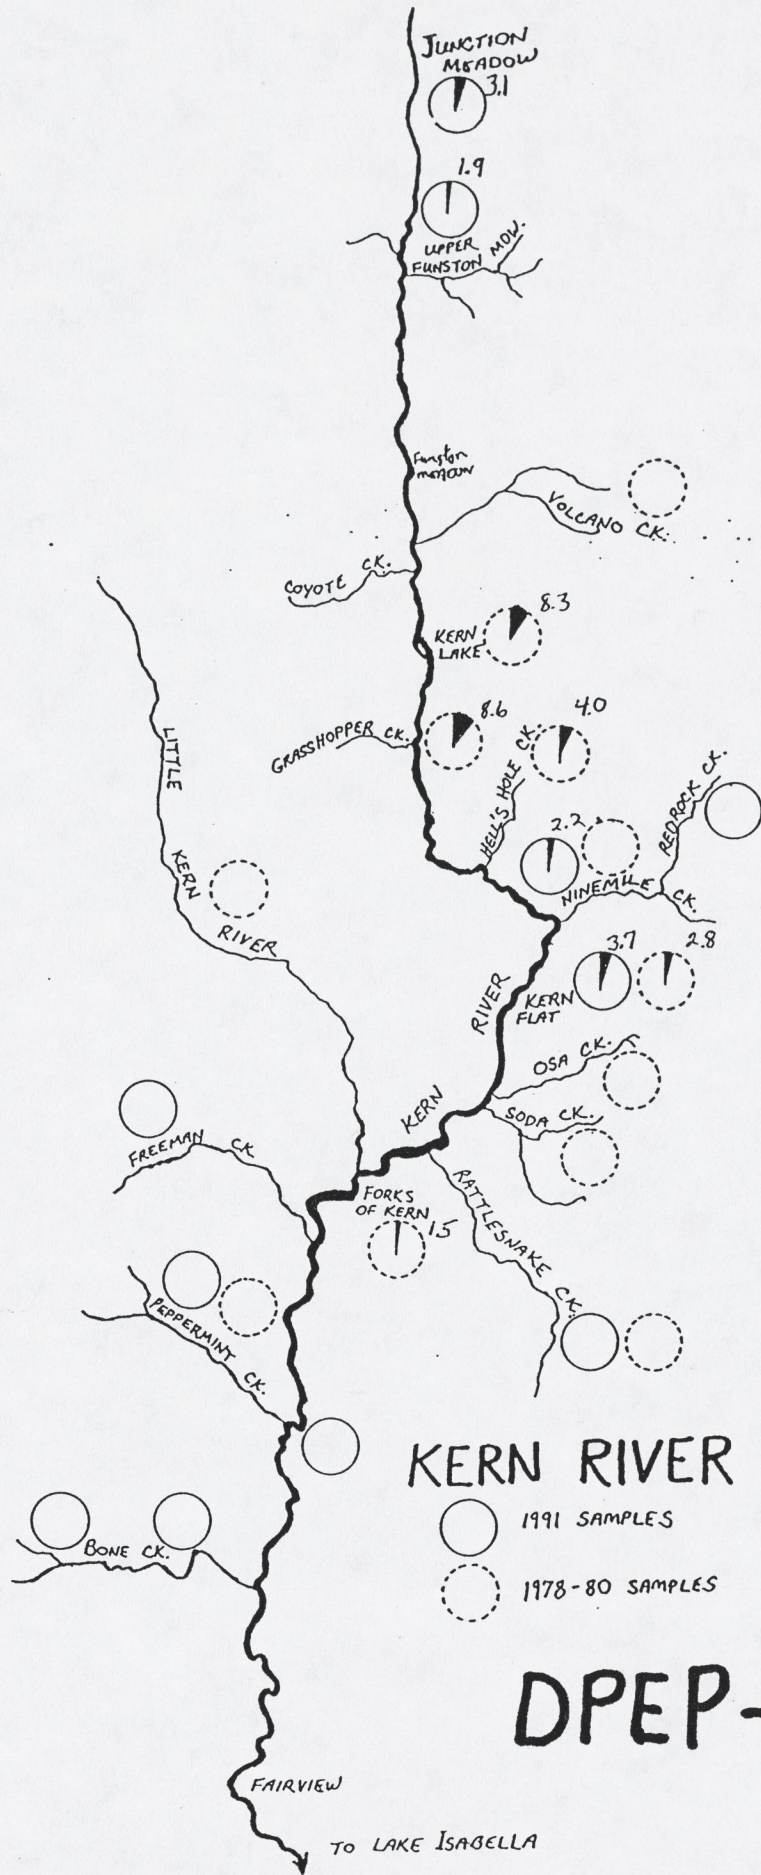 JUNCTION
MEADOW
3.1
1.9
UPPER
FUNSTON MDW.
Funston
meadow
VOLCANO CK.
COYOTE CK.
KERN
LAKE
8.3
GRASSHOPPER CK.
8.6
HELL'S HOLE CK.
4.0
2.2
REDROCK CK.
NINEMILE CK.
LITTLE
KERN
RIVER
RIVER
KERN
FLAT
3.7
2.8
OSA CK.
SODA CK.
KERN
FREEMAN CK
FORKS
OF KERN
1.5
RATTLESNAKE CK.
PEPPERMINT CK.
BONE CK.
KERN RIVER
1991 SAMPLES
1978-80 SAMPLES
DPEP-
FAIRVIEW
TO LAKE ISABELLA